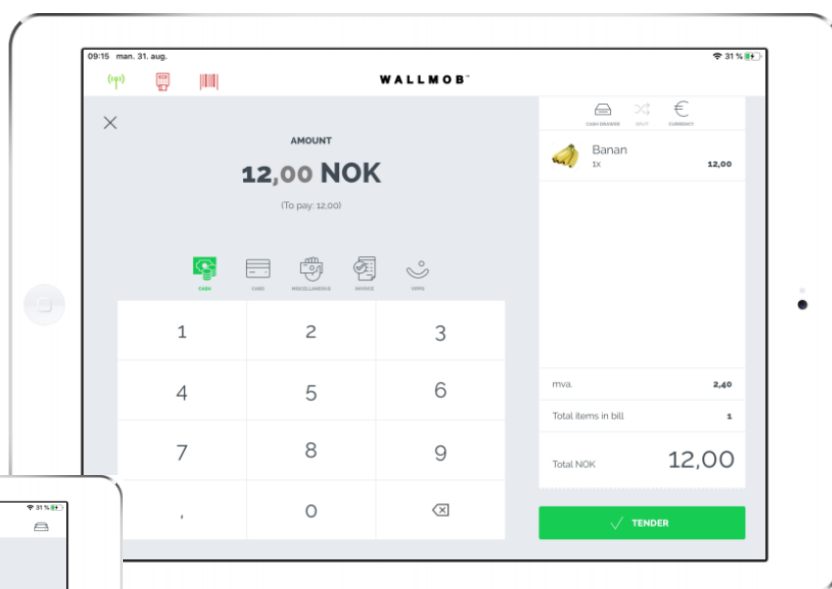 09:15 man. 31. aug.
31 %
WALLMOB
CASH DRAWER
SPLIT
CURRENCY
AMOUNT
12,00 NOK
(To pay: 12,00)
CASH
CARD
MISCELLANEOUS
INVOICE
VIPPS
1 2 3
4 5 6
7 8 9
, 0
Banan
1X 12,00
mva. 2,40
Total items in bill 1
Total NOK 12,00
TENDER
31 %